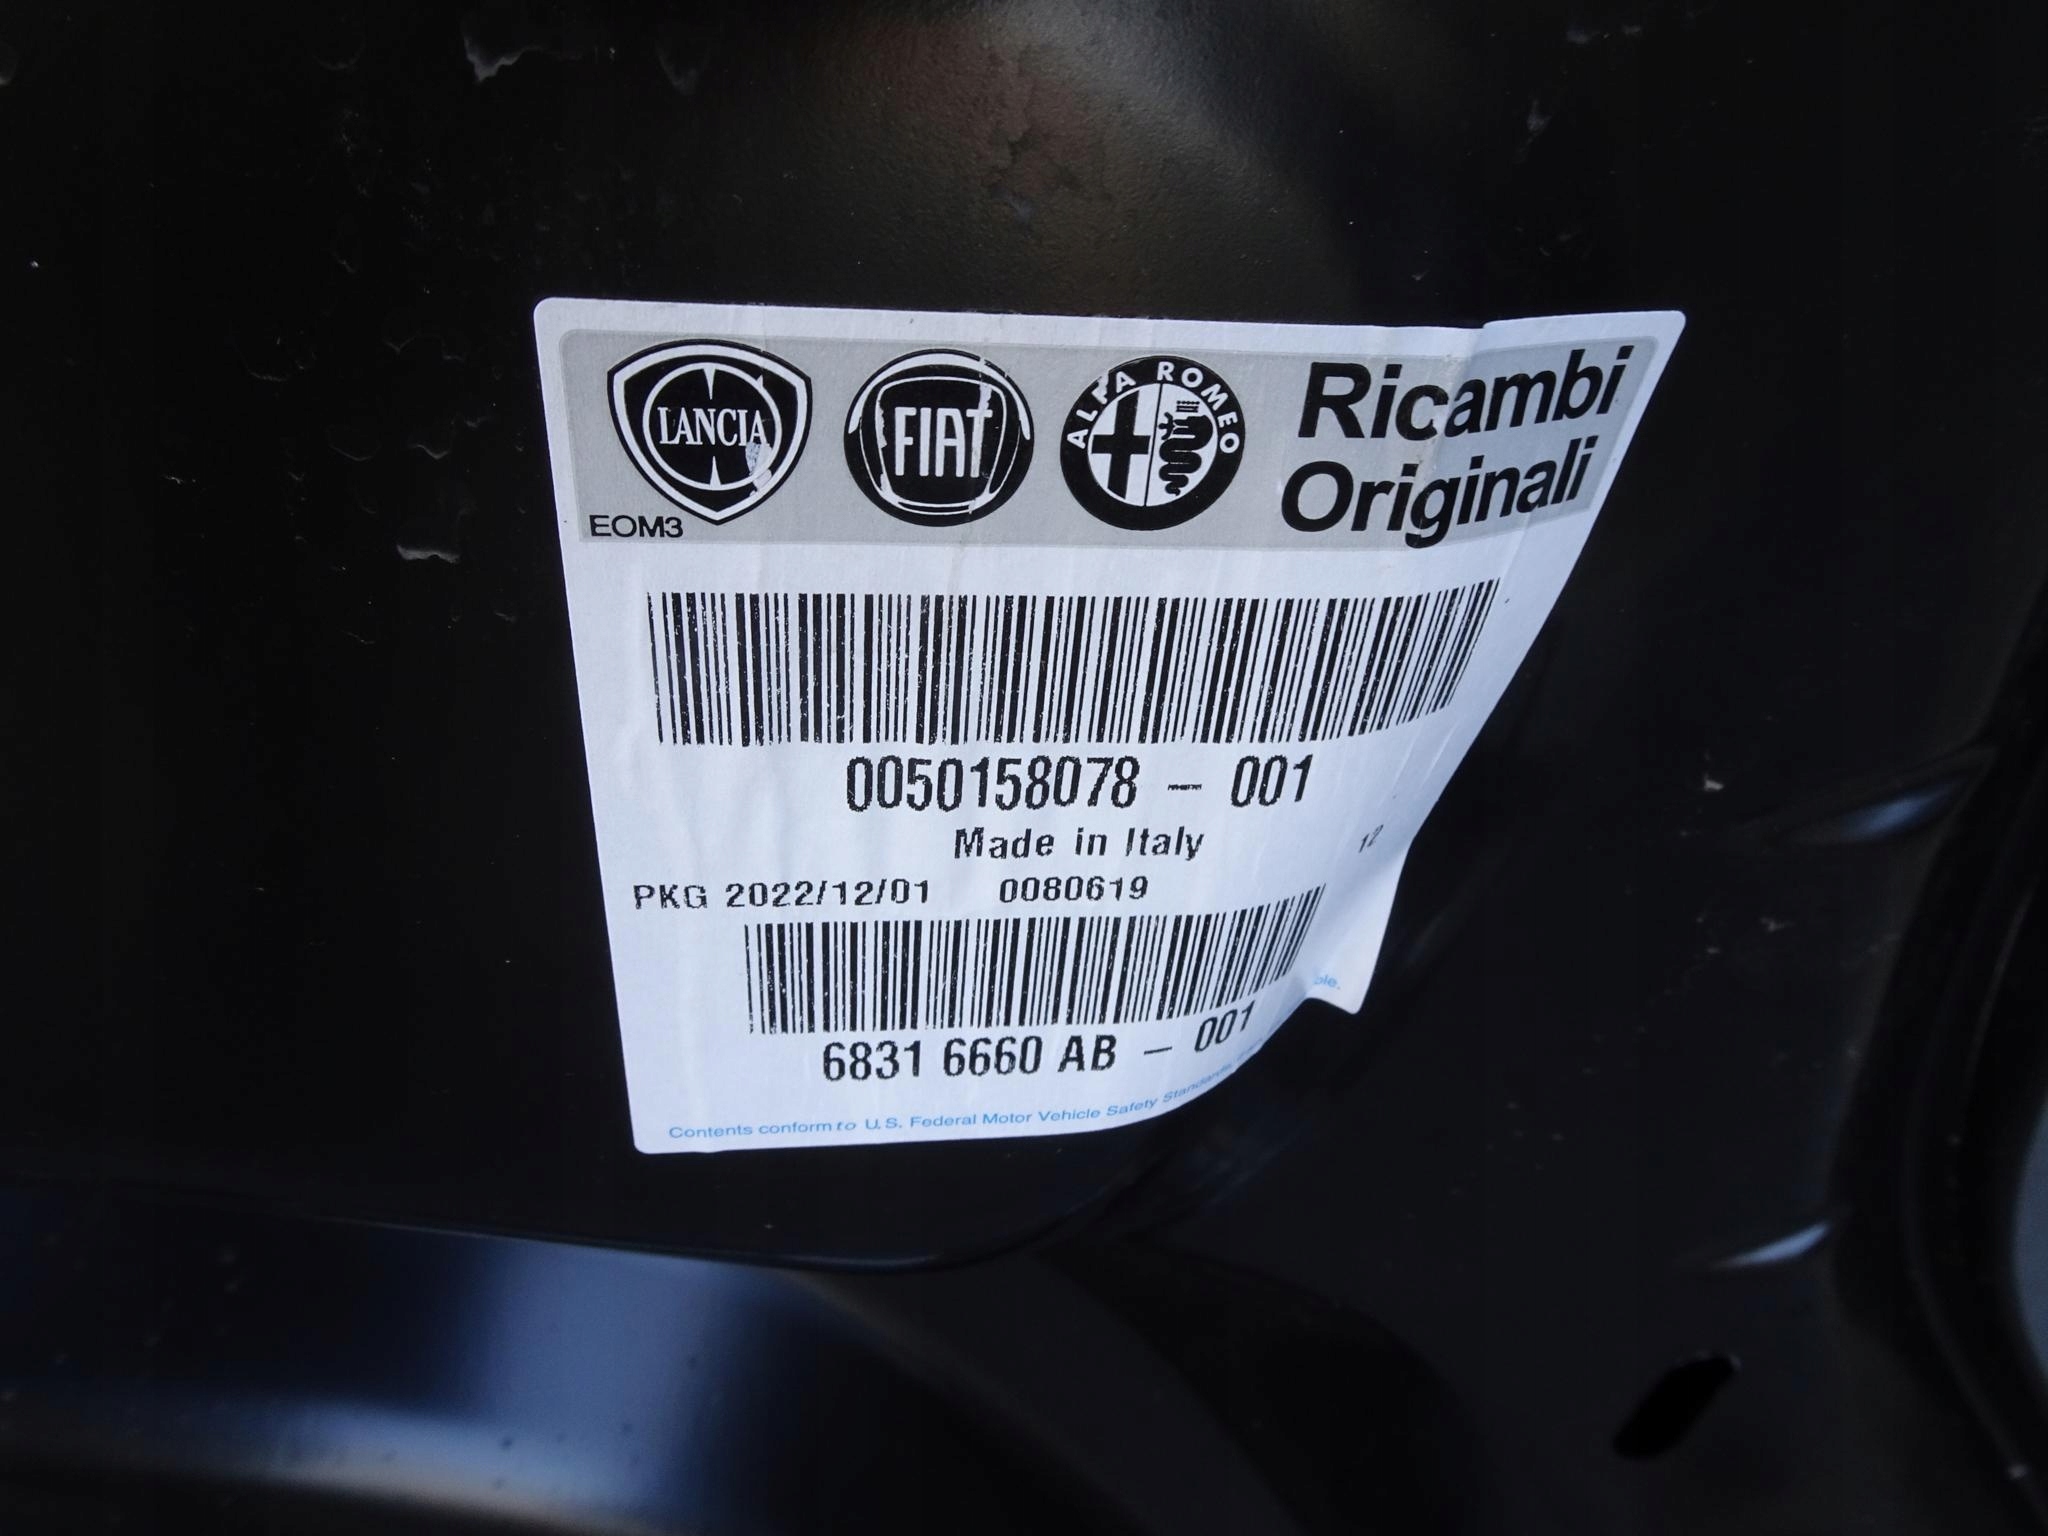 LANCIA FIAT ALFA ROMEO Ricambi
Originali
EOM3
0050158078 - 001
Made in Italy
12
PKG 2022/12/01 0080619
6831 6660 AB - 001
Contents conform to U.S. Federal Motor Vehicle Safety Standards,